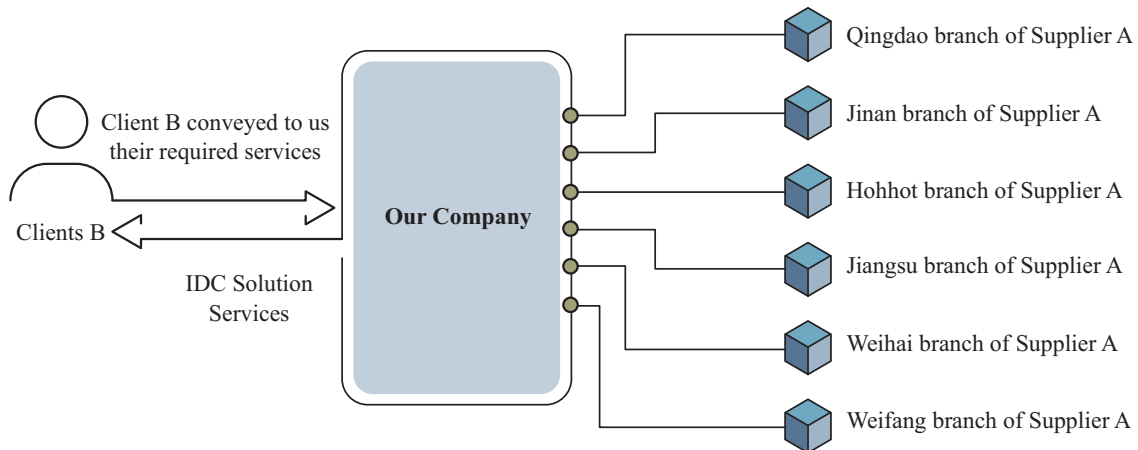 Client B conveyed to us
their required services
Clients B
IDC Solution
Services
Our Company
Qingdao branch of Supplier A
Jinan branch of Supplier A
Hohhot branch of Supplier A
Jiangsu branch of Supplier A
Weihai branch of Supplier A
Weifang branch of Supplier A